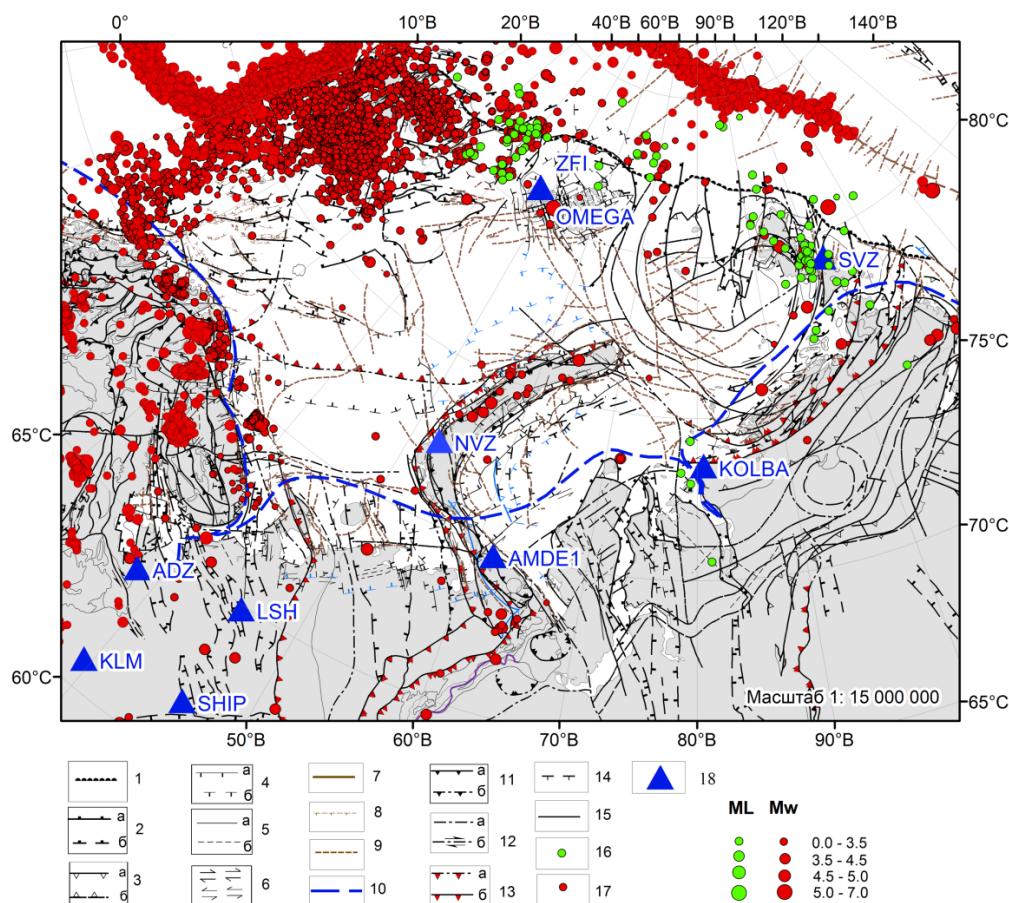 0° 10°В 20°В 40°В 60°В 80°В 90°В 120°В 140°В
80°С
ZFI
OMEGA
SVZ
75°С
65°С
NVZ
KOLBA
70°С
AMDE1
ADZ
LSH
KLM
60°С
SHIP
Масштаб 1: 15 000 000
65°С
50°В 60°В 70°В 80°В 90°В
1 а б 4 7 а б 11 14 18
а б 2 а б 5 8 а б 12 15
а б 3 6 9 а б 13 16
10 17
ML Mw
0.0 - 3.5
3.5 - 4.5
4.5 - 5.0
5.0 - 7.0